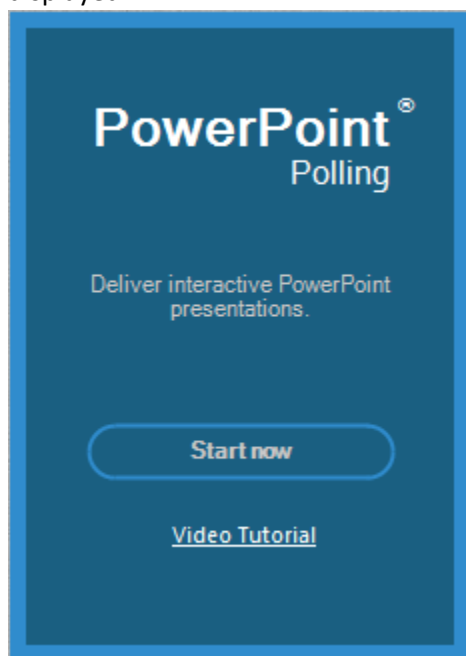 PowerPoint®
Polling
Deliver interactive PowerPoint
presentations.
Start now
Video Tutorial